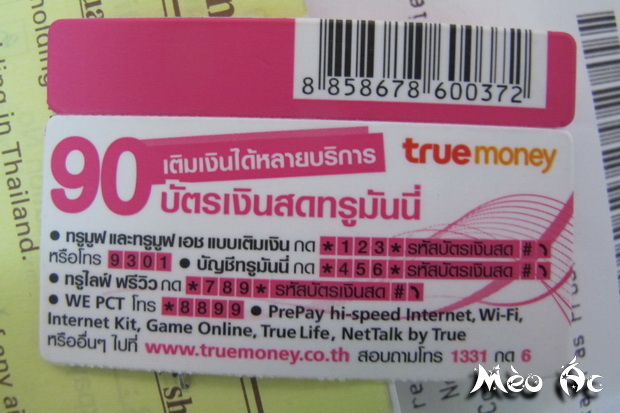 holding
ding in Thailand.
8 858678 600372
90 เติมเงินได้หลายบริการ truemoney
บัตรเงินสดทรูมันนี่
• ทรูมูฟ และทรูมูฟ เอช แบบเติมเงิน กด *123* รหัสบัตรเงินสด #
หรือโทร 9301 • บัญชีทรูมันนี่ กด *456* รหัสบัตรเงินสด #
• ทรูไลฟ์ ฟรีวิว กด *789* รหัสบัตรเงินสด #
• WE PCT โทร *8899 • PrePay hi-speed Internet, Wi-Fi,
Internet Kit, Game Online, True Life, NetTalk by True
หรืออื่นๆ ไปที่ www.truemoney.co.th สอบถามโทร 1331 กด 6
of any ai
Mèo Ác